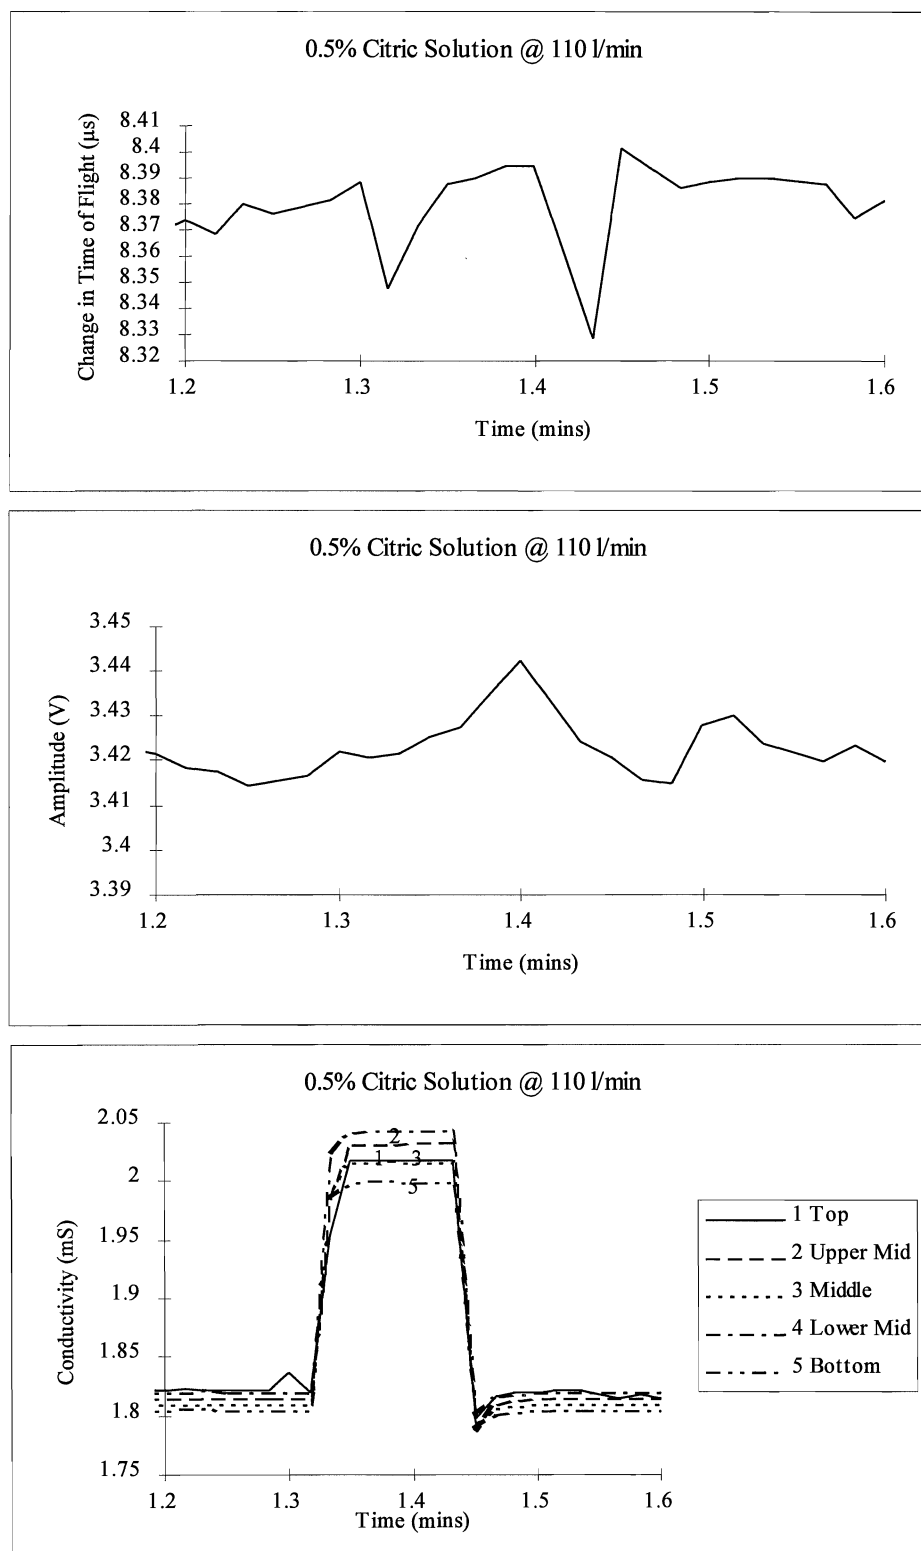 0.5% Citric Solution @ 110 l/min
Change in Time of Flight (µs)
8.41
8.4
8.39
8.38
8.37
8.36
8.35
8.34
8.33
8.32
1.2 1.3 1.4 1.5 1.6
Time (mins)
0.5% Citric Solution @ 110 l/min
Amplitude (V)
3.45
3.44
3.43
3.42
3.41
3.4
3.39
1.2 1.3 1.4 1.5 1.6
Time (mins)
0.5% Citric Solution @ 110 l/min
Conductivity (mS)
2.05
2
1.95
1.9
1.85
1.8
1.75
2
1 3
5
1.2 1.3 1.4 1.5 1.6
Time (mins)
1 Top
2 Upper Mid
3 Middle
4 Lower Mid
5 Bottom